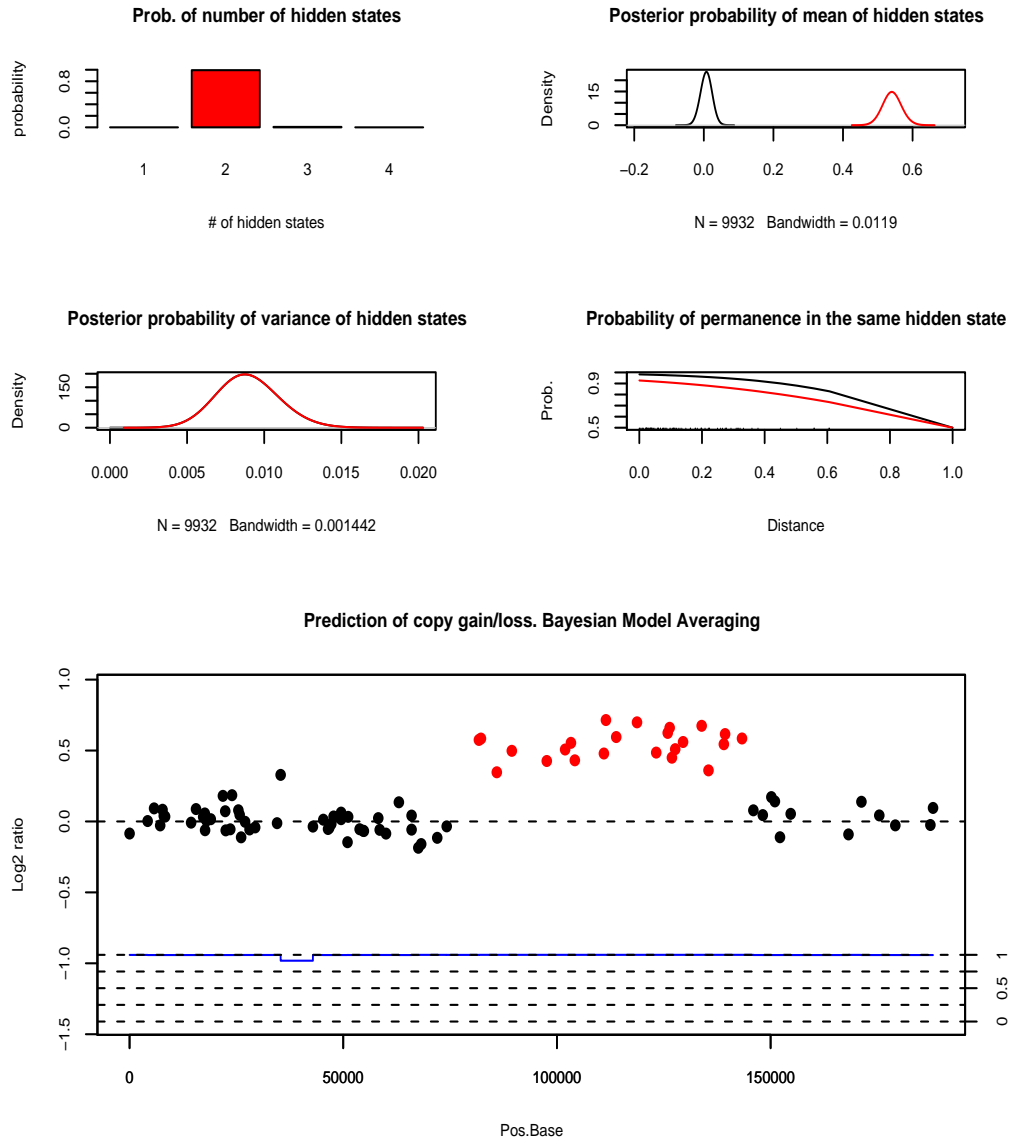 Prob. of number of hidden states
probability
0.0
0.8
1 2 3 4
# of hidden states
Posterior probability of mean of hidden states
Density
0
15
−0.2 0.0 0.2 0.4 0.6
N = 9932 Bandwidth = 0.0119
Posterior probability of variance of hidden states
Density
0
150
0.000 0.005 0.010 0.015 0.020
N = 9932 Bandwidth = 0.001442
Probability of permanence in the same hidden state
Prob.
0.5
0.9
0.0 0.2 0.4 0.6 0.8 1.0
Distance
Prediction of copy gain/loss. Bayesian Model Averaging
Log2 ratio
1.0
0.5
0.0
−0.5
−1.0
−1.5
1
0.5
0
0 50000 100000 150000
Pos.Base